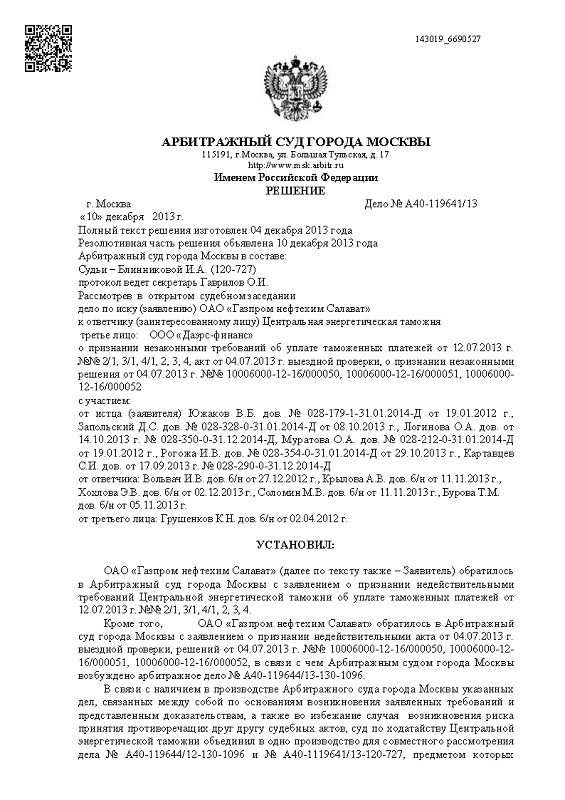 143019_6690527
АРБИТРАЖНЫЙ СУД ГОРОДА МОСКВЫ
115191, г.Москва, ул. Большая Тульская, д. 17
http://www.msk.arbitr.ru
Именем Российской Федерации
РЕШЕНИЕ
г. Москва Дело № А40-119641/13
«10» декабря 2013 г.
Полный текст решения изготовлен 04 декабря 2013 года
Резолютивная часть решения объявлена 10 декабря 2013 года
Арбитражный суд города Москвы в составе:
Судьи – Блинниковой И.А. (120-727)
протокол ведет секретарь Гаврилов О.И.
Рассмотрев в открытом судебном заседании
дело по иску (заявлению) ОАО «Газпром нефтехим Салават»
к ответчику (заинтересованному лицу) Центральная энергетическая таможня
третье лицо: ООО «Даэрс-финанс»
о признании незаконными требований об уплате таможенных платежей от 12.07.2013 г.
№№ 2/1, 3/1, 4/1, 2, 3, 4, акт от 04.07.2013 г. выездной проверки, о признании незаконными
решения от 04.07.2013 г. №№ 10006000-12-16/000050, 10006000-12-16/000051, 10006000-
12-16/000052
с участием:
от истца (заявителя) Южаков В.Б. дов. № 028-179-1-31.01.2014-Д от 19.01.2012 г.,
Запольский Д.С. дов. № 028-328-0-31.01.2014-Д от 08.10.2013 г., Логинова О.А. дов. от
14.10.2013 г. № 028-350-0-31.12.2014-Д, Муратова О.А. дов. № 028-212-0-31.01.2014-Д
от 19.01.2012 г., Рогожа И.В. дов. № 028-354-0-31.01.2014-Д от 29.10.2013 г., Картавцев
С.И. дов. от 17.09.2013 г. № 028-290-0-31.12.2014-Д
от ответчика: Вольвач И.В. дов. б/н от 27.12.2012 г., Крылова А.В. дов. б/н от 11.11.2013 г.,
Хохлова Э.В. дов. б/н от 02.12.2013 г., Соломин М.В. дов. б/н от 11.11.2013 г., Бурова Т.М.
дов. б/н от 05.11.2013 г.
от третьего лица: Грушенков К.Н. дов. б/н от 02.04.2012 г.
УСТАНОВИЛ:
ОАО «Газпром нефтехим Салават» (далее по тексту также – Заявитель) обратилось
в Арбитражный суд города Москвы с заявлением о признании недействительными
требований Центральной энергетической таможни об уплате таможенных платежей от
12.07.2013 г. №№ 2/1, 3/1, 4/1, 2, 3, 4.
Кроме того, ОАО «Газпром нефтехим Салават» обратилось в Арбитражный
суд города Москвы с заявлением о признании недействительными акта от 04.07.2013 г.
выездной проверки, решений от 04.07.2013 г. №№ 10006000-12-16/000050, 10006000-12-
16/000051, 10006000-12-16/000052, в связи с чем Арбитражным судом города Москвы
возбуждено арбитражное дело № А40-119644/13-130-1096.
В связи с наличием в производстве Арбитражного суда города Москвы указанных
дел, связанных между собой по основаниям возникновения заявленных требований и
представленным доказательствам, а также во избежание случая возникновения риска
принятия противоречащих друг другу судебных актов, суд по ходатайству Центральной
энергетической таможни объединил в одно производство для совместного рассмотрения
дела № А40-119644/12-130-1096 и № А40-1119641/13-120-727, предметом которых